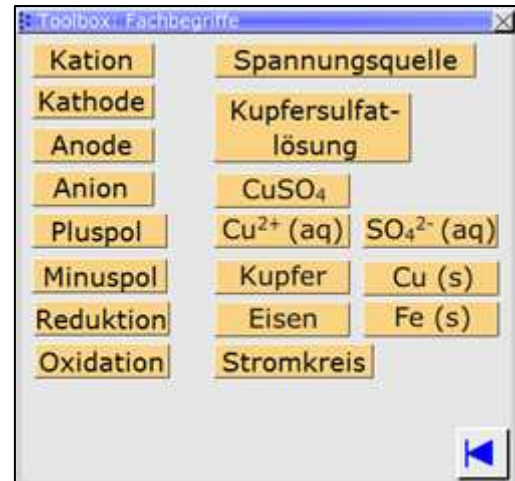 Toolbox: Fachbegriffe
Kation
Kathode
Anode
Anion
Pluspol
Minuspol
Reduktion
Oxidation
Spannungsquelle
Kupfersulfat-
lösung
CuSO₄
Cu²⁺ (aq) SO₄²⁻ (aq)
Kupfer Cu (s)
Eisen Fe (s)
Stromkreis